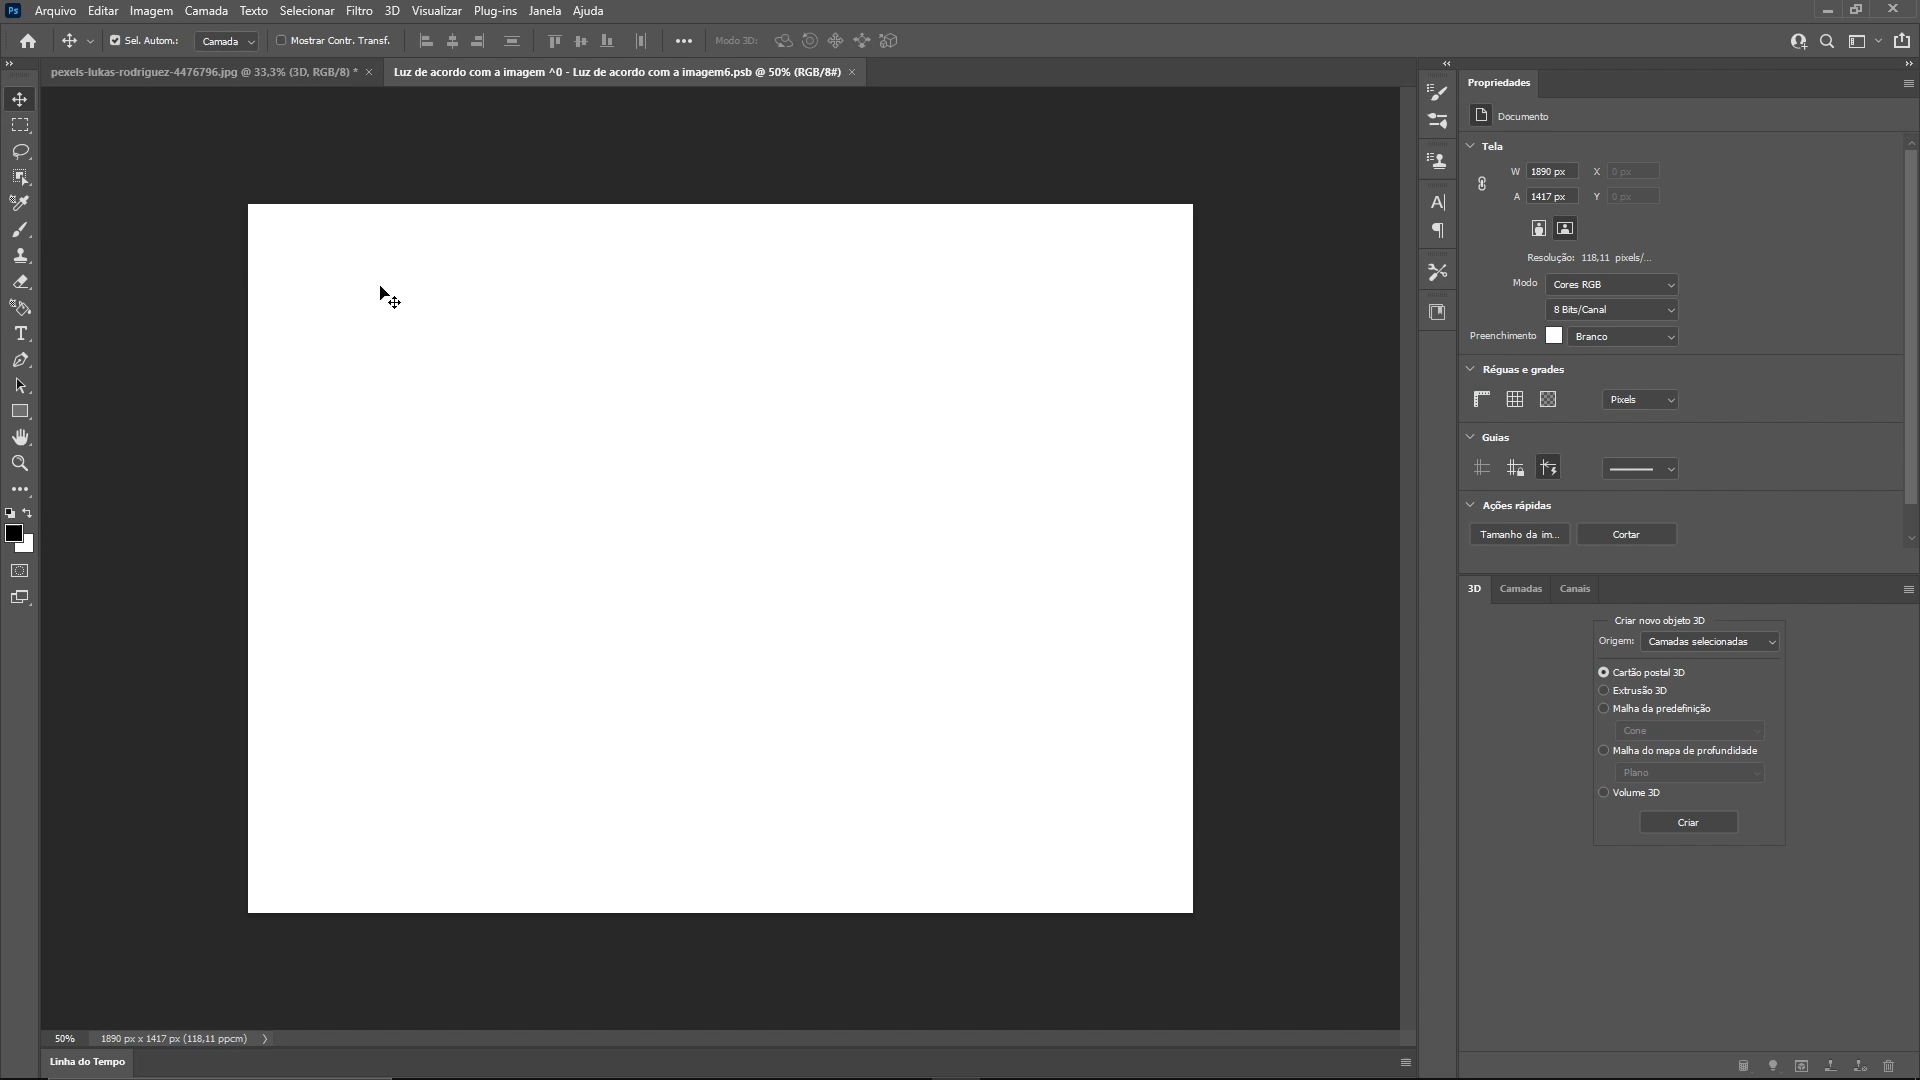 Ps Arquivo Editar Imagem Camada Texto Selecionar Filtro 3D Visualizar Plug-ins Janela Ajuda
Sel. Autom.: Camada Mostrar Contr. Transf. Modo 3D:
pexels-lukas-rodriguez-4476796.jpg @ 33,3% (3D, RGB/8) * Luz de acordo com a imagem ^0 - Luz de acordo com a imagem6.psb @ 50% (RGB/8#)
Propriedades
Documento
Tela
W 1890 px X 0 px
A 1417 px Y 0 px
Resolução: 118,11 pixels/...
Modo Cores RGB
8 Bits/Canal
Preenchimento Branco
Réguas e grades
Pixels
Guias
Ações rápidas
Tamanho da im... Cortar
3D Camadas Canais
Criar novo objeto 3D
Origem: Camadas selecionadas
Cartão postal 3D
Extrusão 3D
Malha da predefinição
Cone
Malha do mapa de profundidade
Plano
Volume 3D
Criar
50% 1890 px x 1417 px (118,11 ppcm)
Linha do Tempo